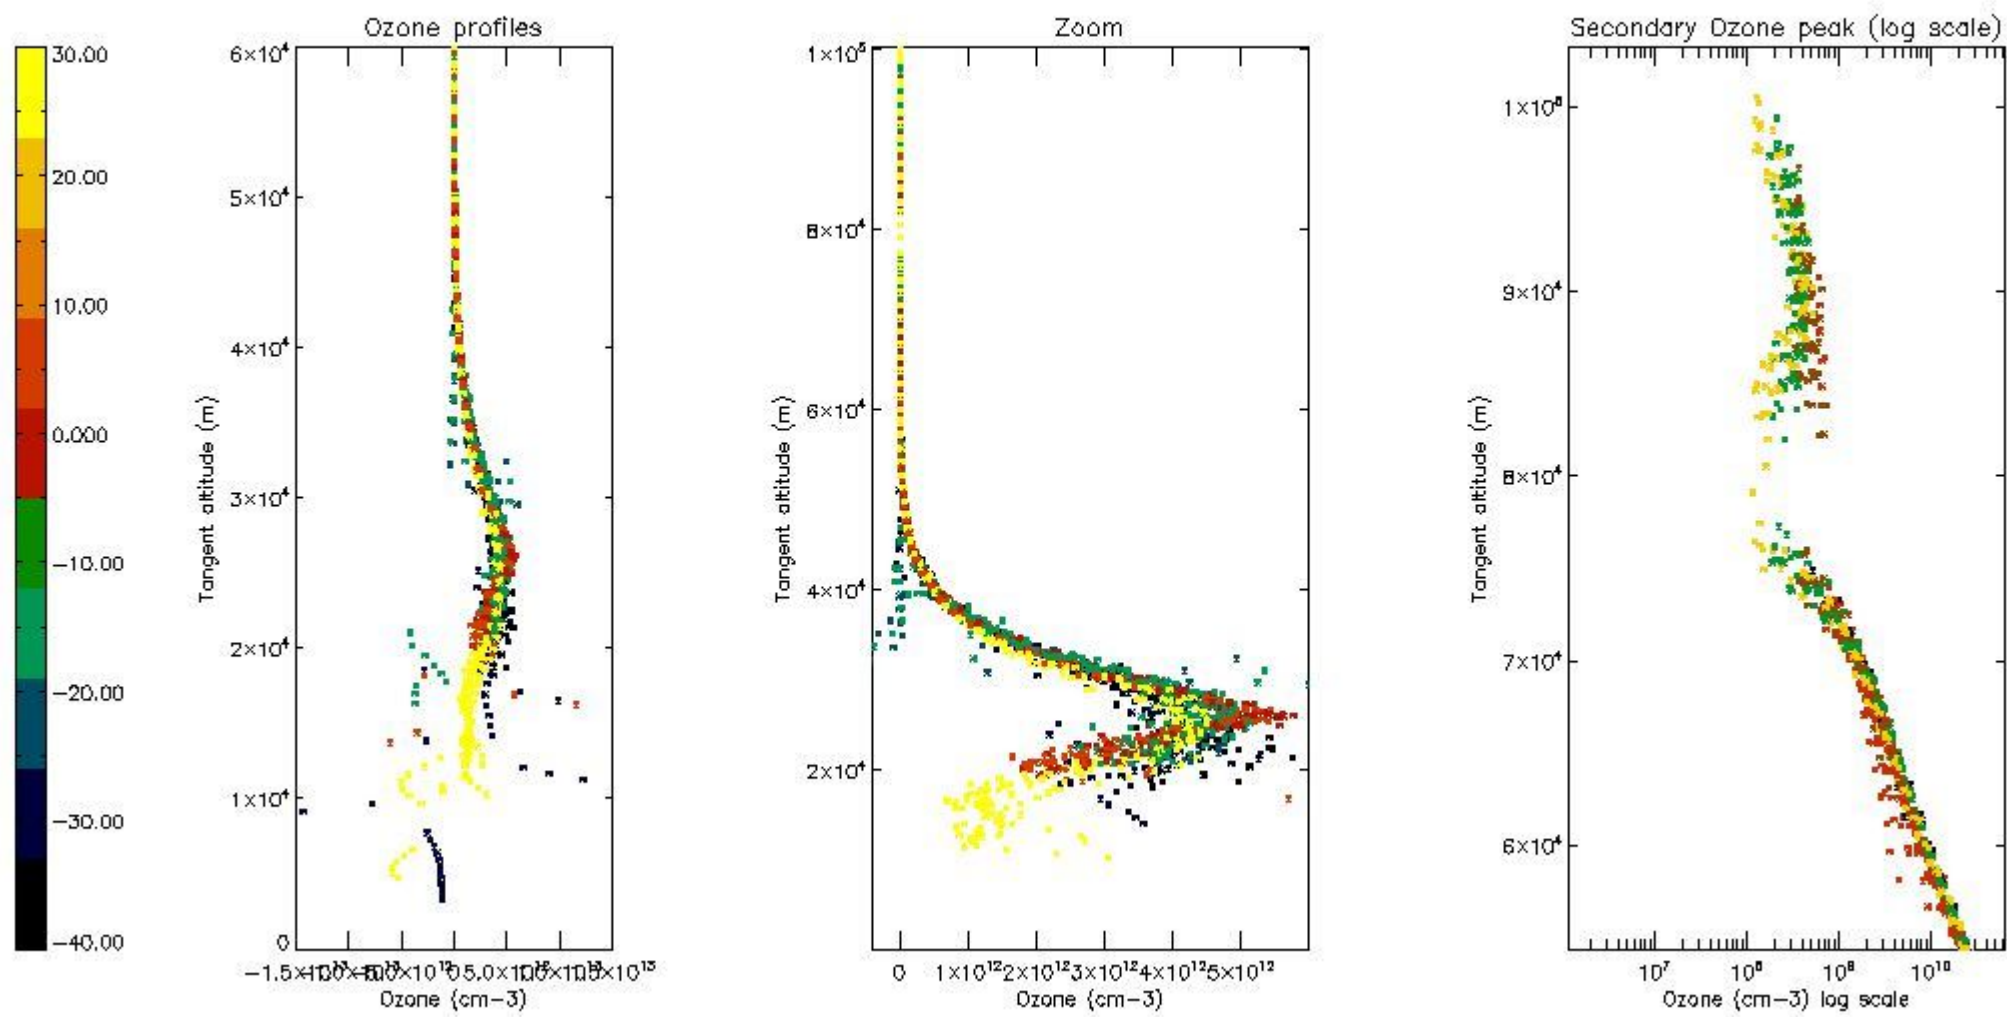 Ozone profiles
Zoom
Secondary Ozone peak (log scale)
30.00
20.00
10.00
0.000
-10.00
-20.00
-30.00
-40.00
6×10⁴
5×10⁴
4×10⁴
3×10⁴
2×10⁴
1×10⁴
0
Tangent altitude (m)
Ozone (cm-3)
1×10⁵
8×10⁴
6×10⁴
4×10⁴
2×10⁴
Tangent altitude (m)
0 1×10¹² 2×10¹² 3×10¹² 4×10¹² 5×10¹²
Ozone (cm-3)
9×10⁴
8×10⁴
7×10⁴
6×10⁴
Tangent altitude (m)
10⁷ 10⁸ 10⁹ 10¹⁰
Ozone (cm-3) log scale